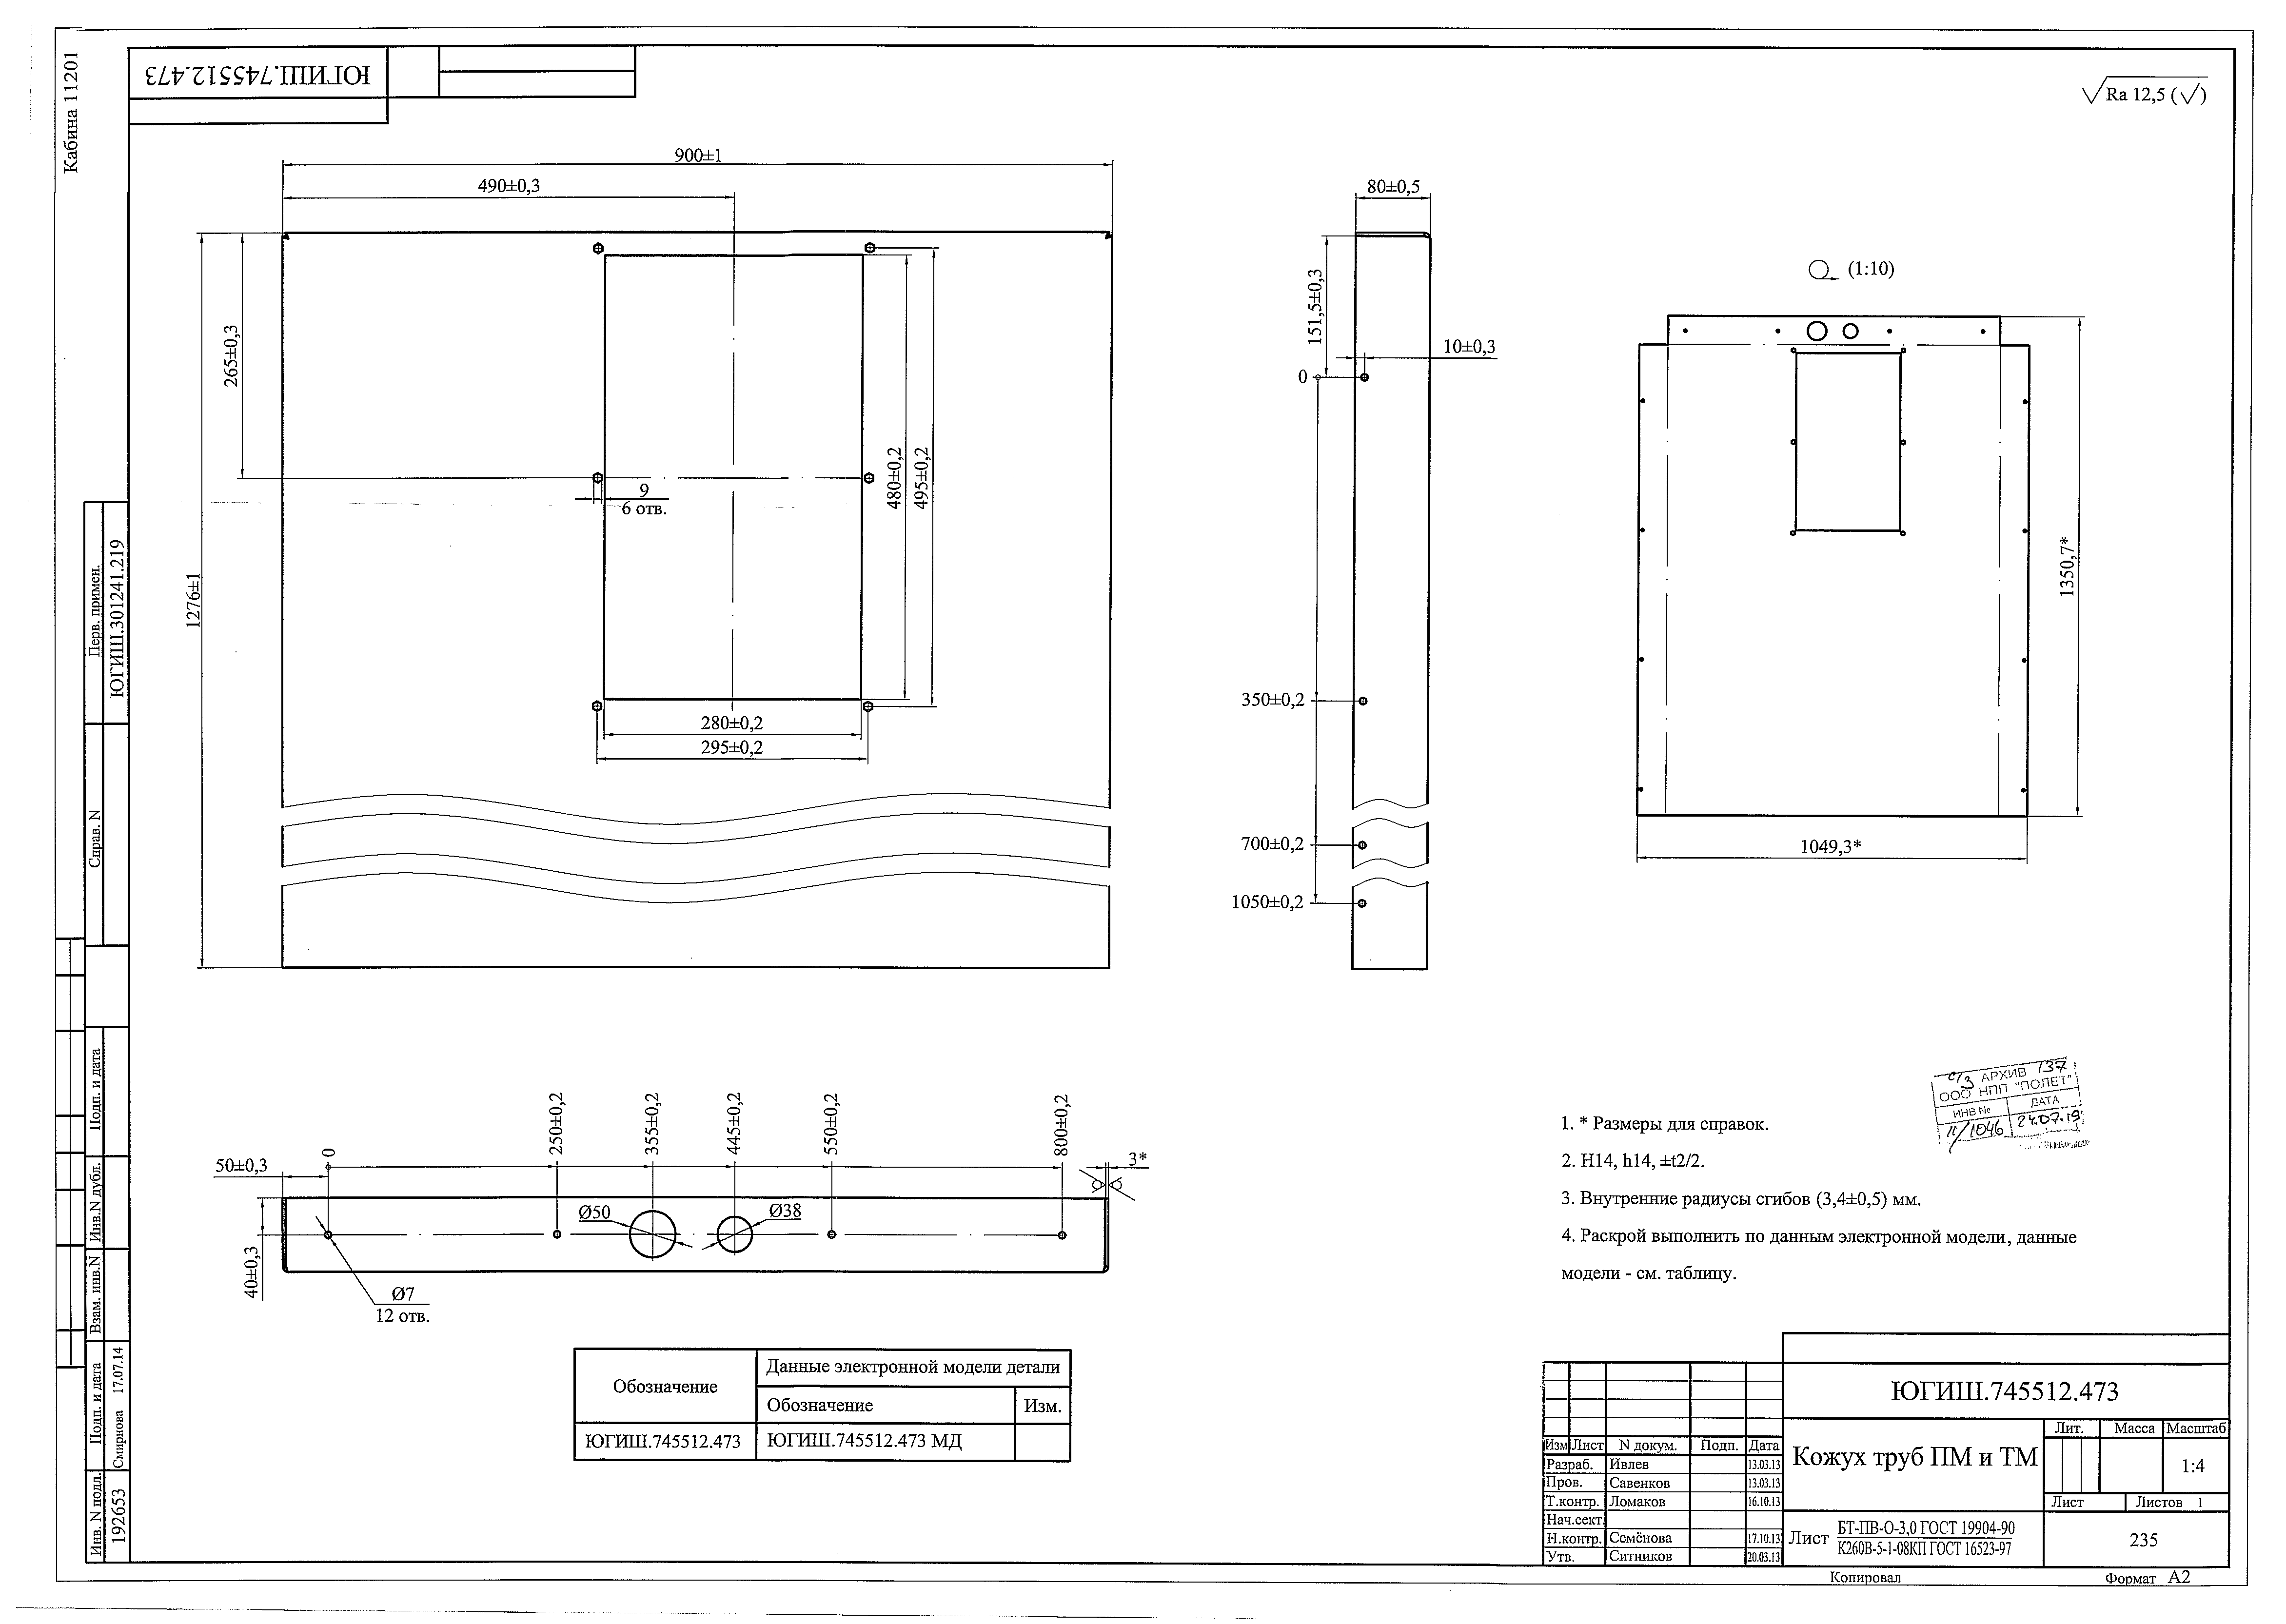 Кабина 11201
ЮГИШ.745512.473
Ra 12,5 ( )
900±1
490±0,3
265±0,3
1276±1
9
6 отв.
480±0,2
495±0,2
280±0,2
295±0,2
80±0,5
151,5±0,3
10±0,3
0
350±0,2
700±0,2
1050±0,2
(1:10)
1350,7*
1049,3*
50±0,3
0
250±0,2
355±0,2
445±0,2
550±0,2
800±0,2
3*
Ø50
Ø38
40±0,3
Ø7
12 отв.
1. * Размеры для справок.
2. H14, h14, ±t2/2.
3. Внутренние радиусы сгибов (3,4±0,5) мм.
4. Раскрой выполнить по данным электронной модели, данные
модели - см. таблицу.
АРХИВ 137
ООО НПП "ПОЛЕТ"
ИНВ № ДАТА
11/1046 24.07.19
Обозначение
Данные электронной модели детали
Обозначение Изм.
ЮГИШ.745512.473 ЮГИШ.745512.473 МД
Перв. примен.
ЮГИШ.301241.219
Справ. N
Подп. и дата
Инв.N дубл.
Взам. инв.N
Подп. и дата
Смирнова 17.07.14
Инв. N подл.
192653
ЮГИШ.745512.473
Изм Лист N докум. Подп. Дата
Разраб. Ивлев 13.03.13
Пров. Савенков 13.03.13
Т.контр. Ломаков 16.10.13
Нач.сект.
Н.контр. Семёнова 17.10.13
Утв. Ситников 20.03.13
Кожух труб ПМ и ТМ
Лит. Масса Масштаб
1:4
Лист Листов 1
Лист
БТ-ПВ-О-3,0 ГОСТ 19904-90
К260В-5-1-08КП ГОСТ 16523-97
235
Копировал Формат А2